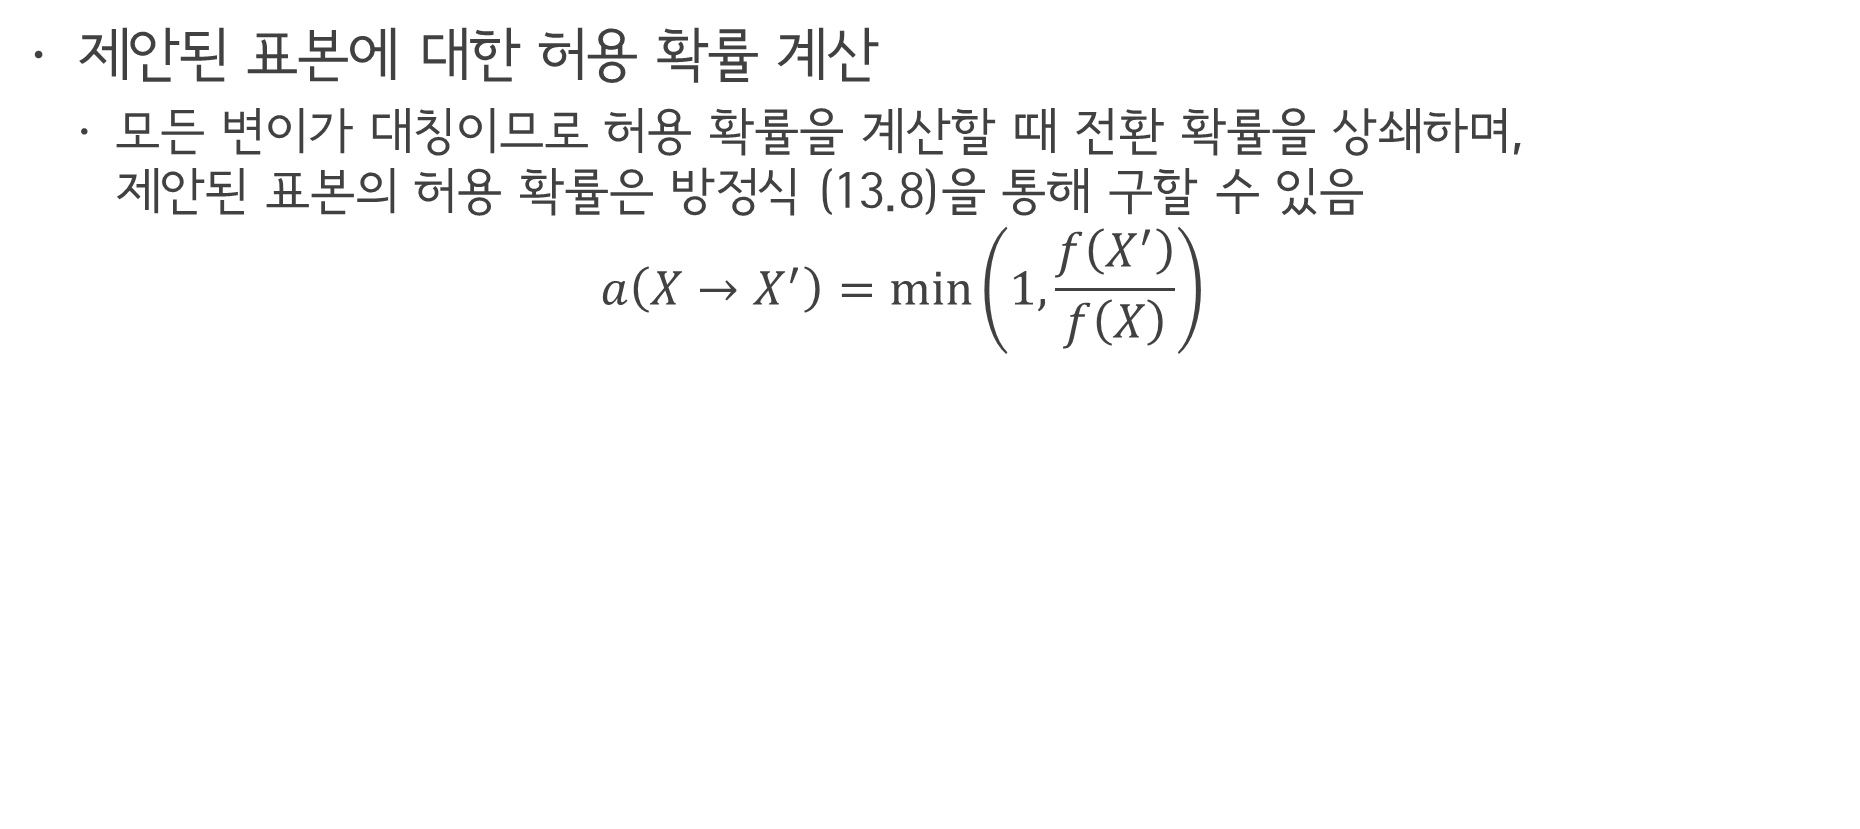 · 제안된 표본에 대한 허용 확률 계산
· 모든 변이가 대칭이므로 허용 확률을 계산할 때 전환 확률을 상쇄하며,
제안된 표본의 허용 확률은 방정식 (13.8)을 통해 구할 수 있음
a(X → X′) = min(1, f(X′)/f(X))